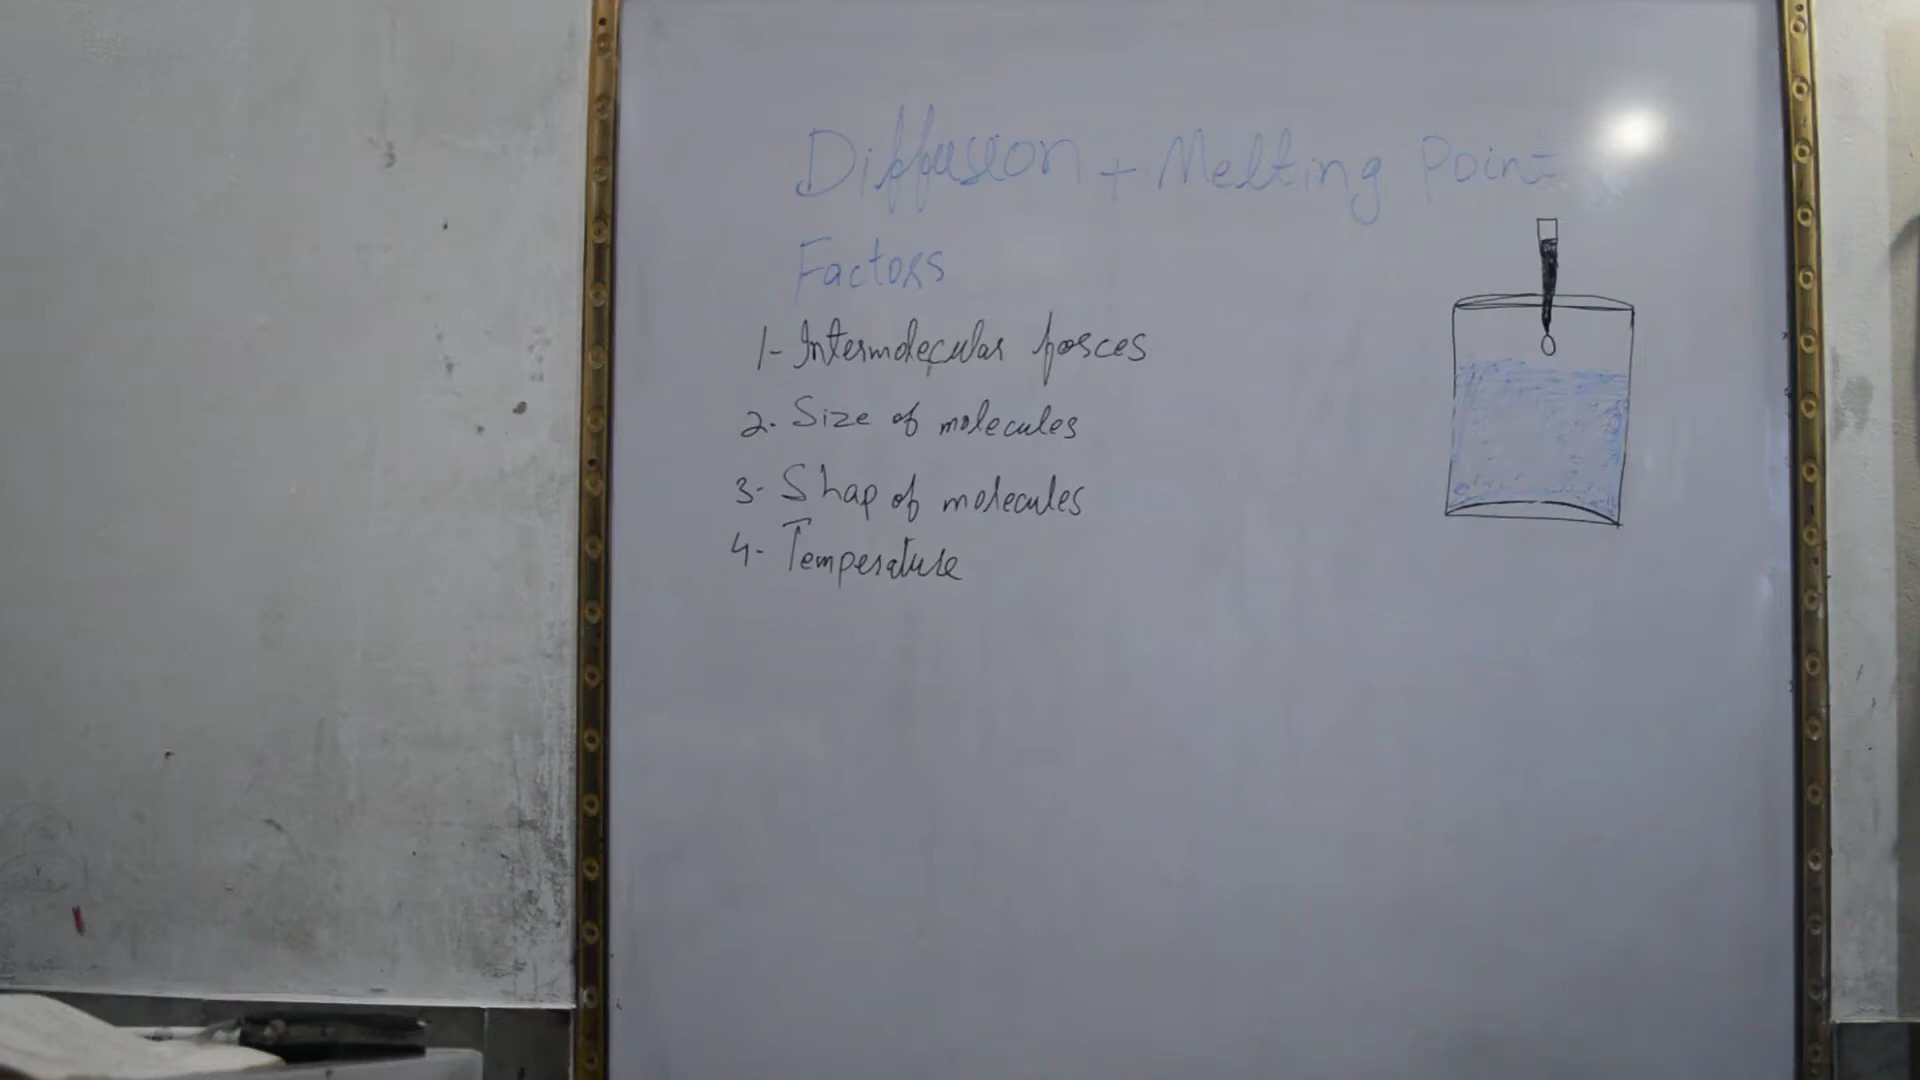 Diffusion + Melting Point
Factors
1- Intermolecular forces
2. Size of molecules
3- Shap of molecules
4- Temperature